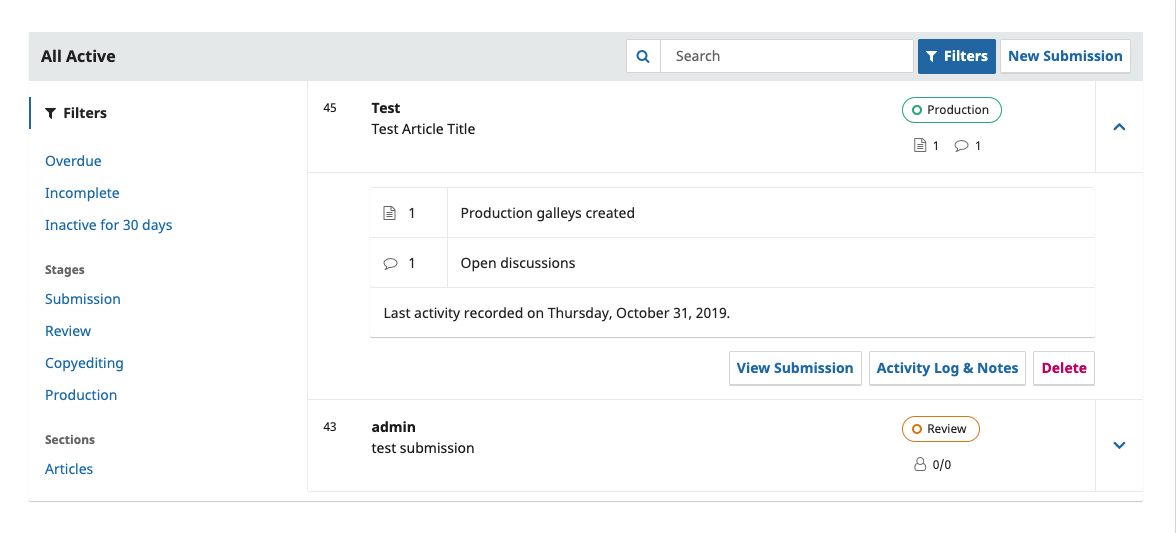 All Active
Search
Filters
New Submission
Filters
Overdue
Incomplete
Inactive for 30 days
Stages
Submission
Review
Copyediting
Production
Sections
Articles
45 Test Production
Test Article Title
1 1
1 Production galleys created
1 Open discussions
Last activity recorded on Thursday, October 31, 2019.
View Submission Activity Log & Notes Delete
43 admin Review
test submission
0/0